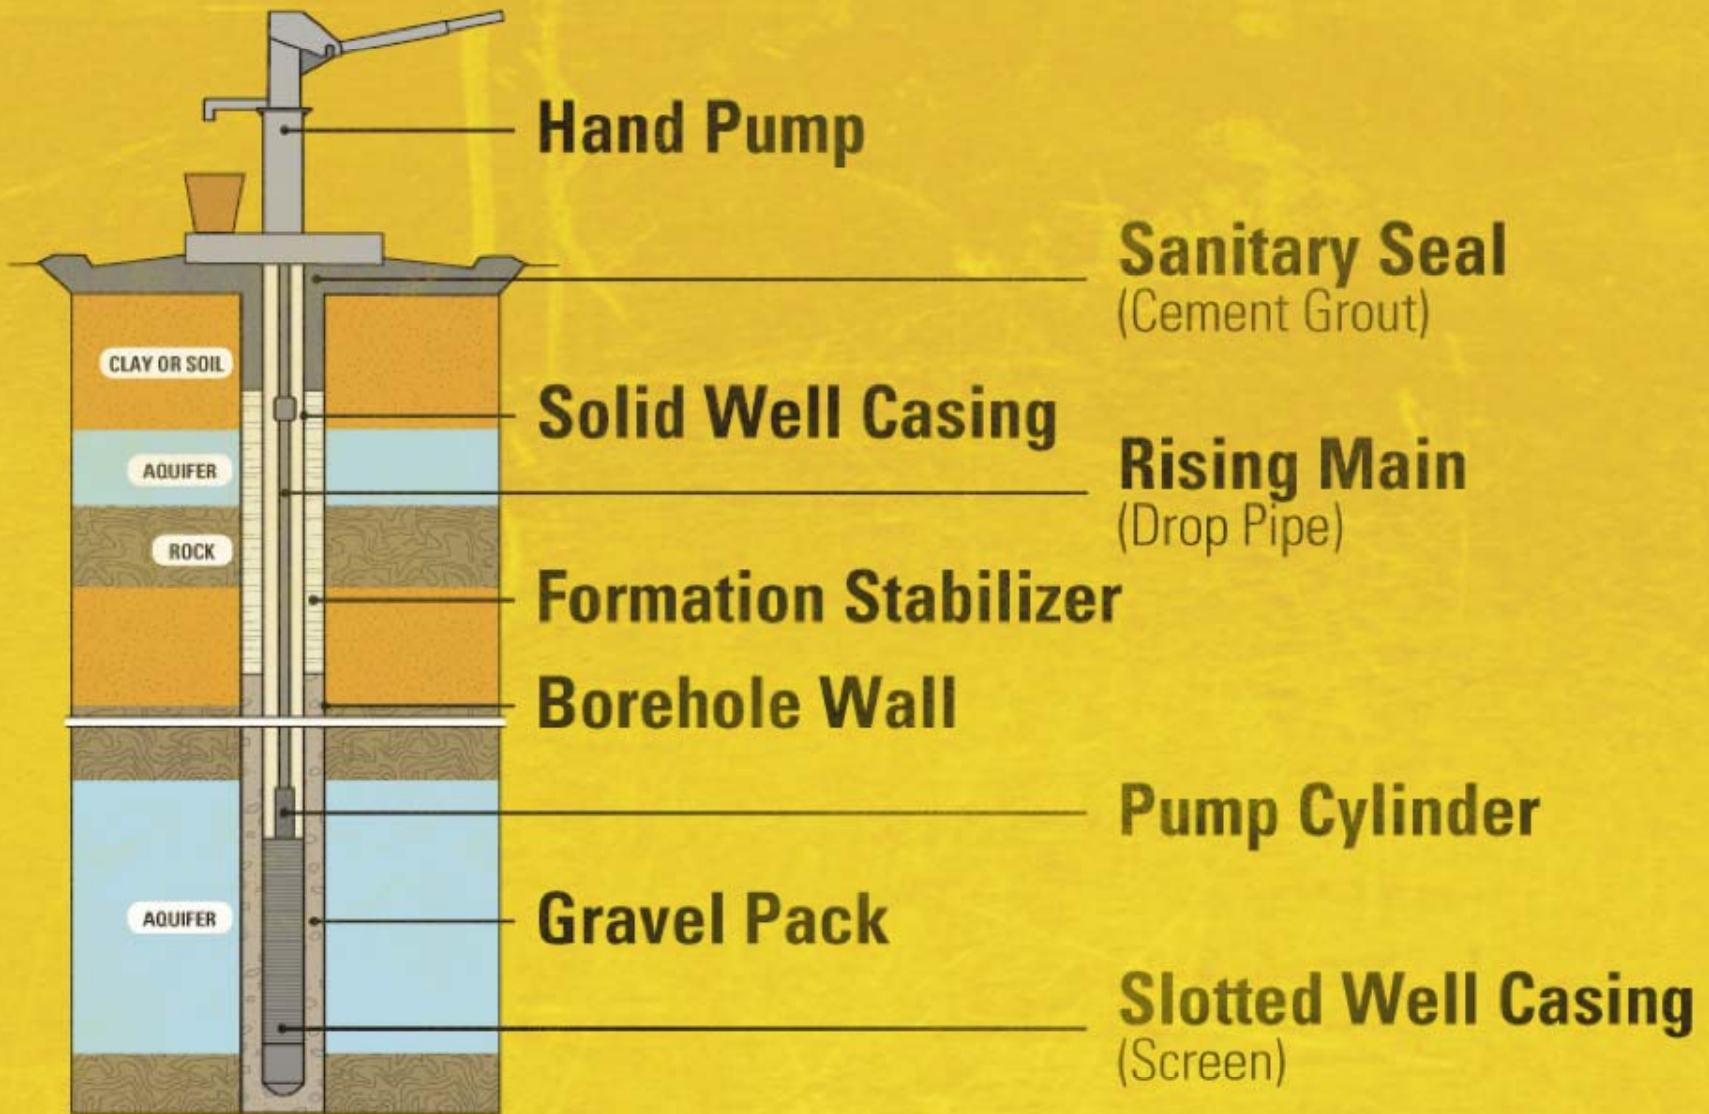 Hand Pump
Sanitary Seal
(Cement Grout)
CLAY OR SOIL
Solid Well Casing
Rising Main
(Drop Pipe)
AQUIFER
ROCK
Formation Stabilizer
Borehole Wall
Pump Cylinder
Gravel Pack
AQUIFER
Slotted Well Casing
(Screen)